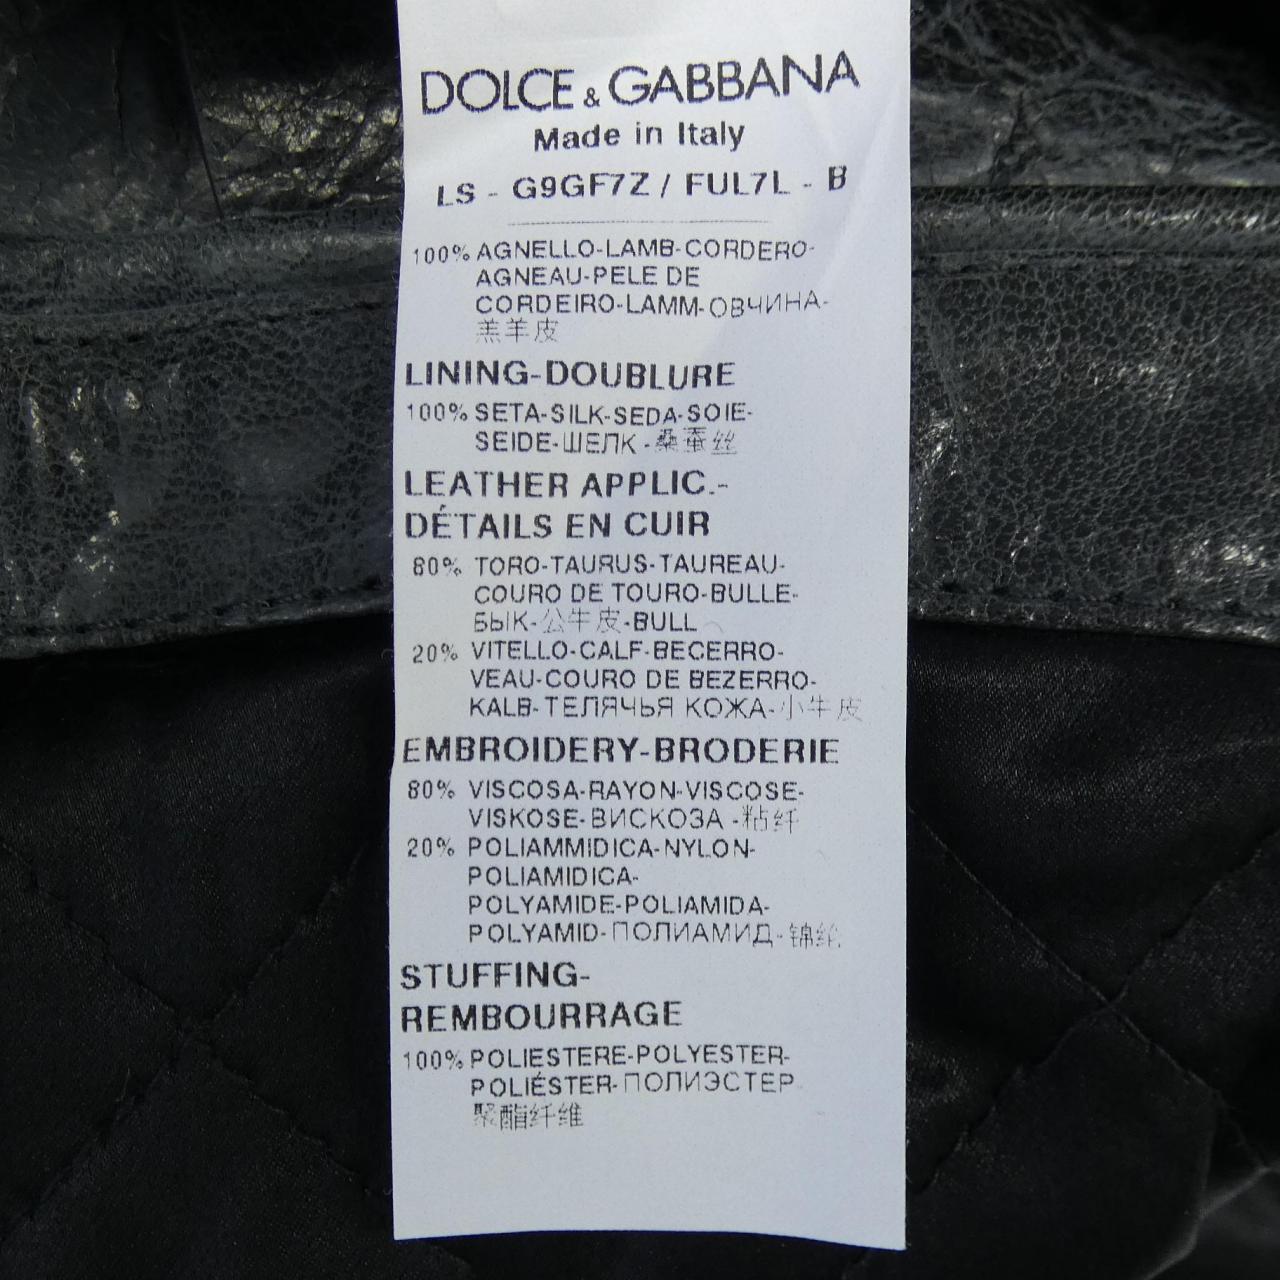 DOLCE & GABBANA
Made in Italy
LS - G9GF7Z / FUL7L - B
100% AGNELLO-LAMB-CORDERO-
AGNEAU-PELE DE
CORDEIRO-LAMM-ОВЧИНА-
羔羊皮
LINING-DOUBLURE
100% SETA-SILK-SEDA-SOIE-
SEIDE-ШЕЛК-桑蚕丝
LEATHER APPLIC.-
DÉTAILS EN CUIR
80% TORO-TAURUS-TAUREAU-
COURO DE TOURO-BULLE-
БЫК-公牛皮-BULL
20% VITELLO-CALF-BECERRO-
VEAU-COURO DE BEZERRO-
KALB-ТЕЛЯЧЬЯ КОЖА-小牛皮
EMBROIDERY-BRODERIE
80% VISCOSA-RAYON-VISCOSE-
VISKOSE-ВИСКОЗА -粘纤
20% POLIAMMIDICA-NYLON-
POLIAMIDICA-
POLYAMIDE-POLIAMIDA-
POLYAMID-ПОЛИАМИД-锦纶
STUFFING-
REMBOURRAGE
100% POLIESTERE-POLYESTER-
POLIÉSTER-ПОЛИЭСТЕР
聚酯纤维